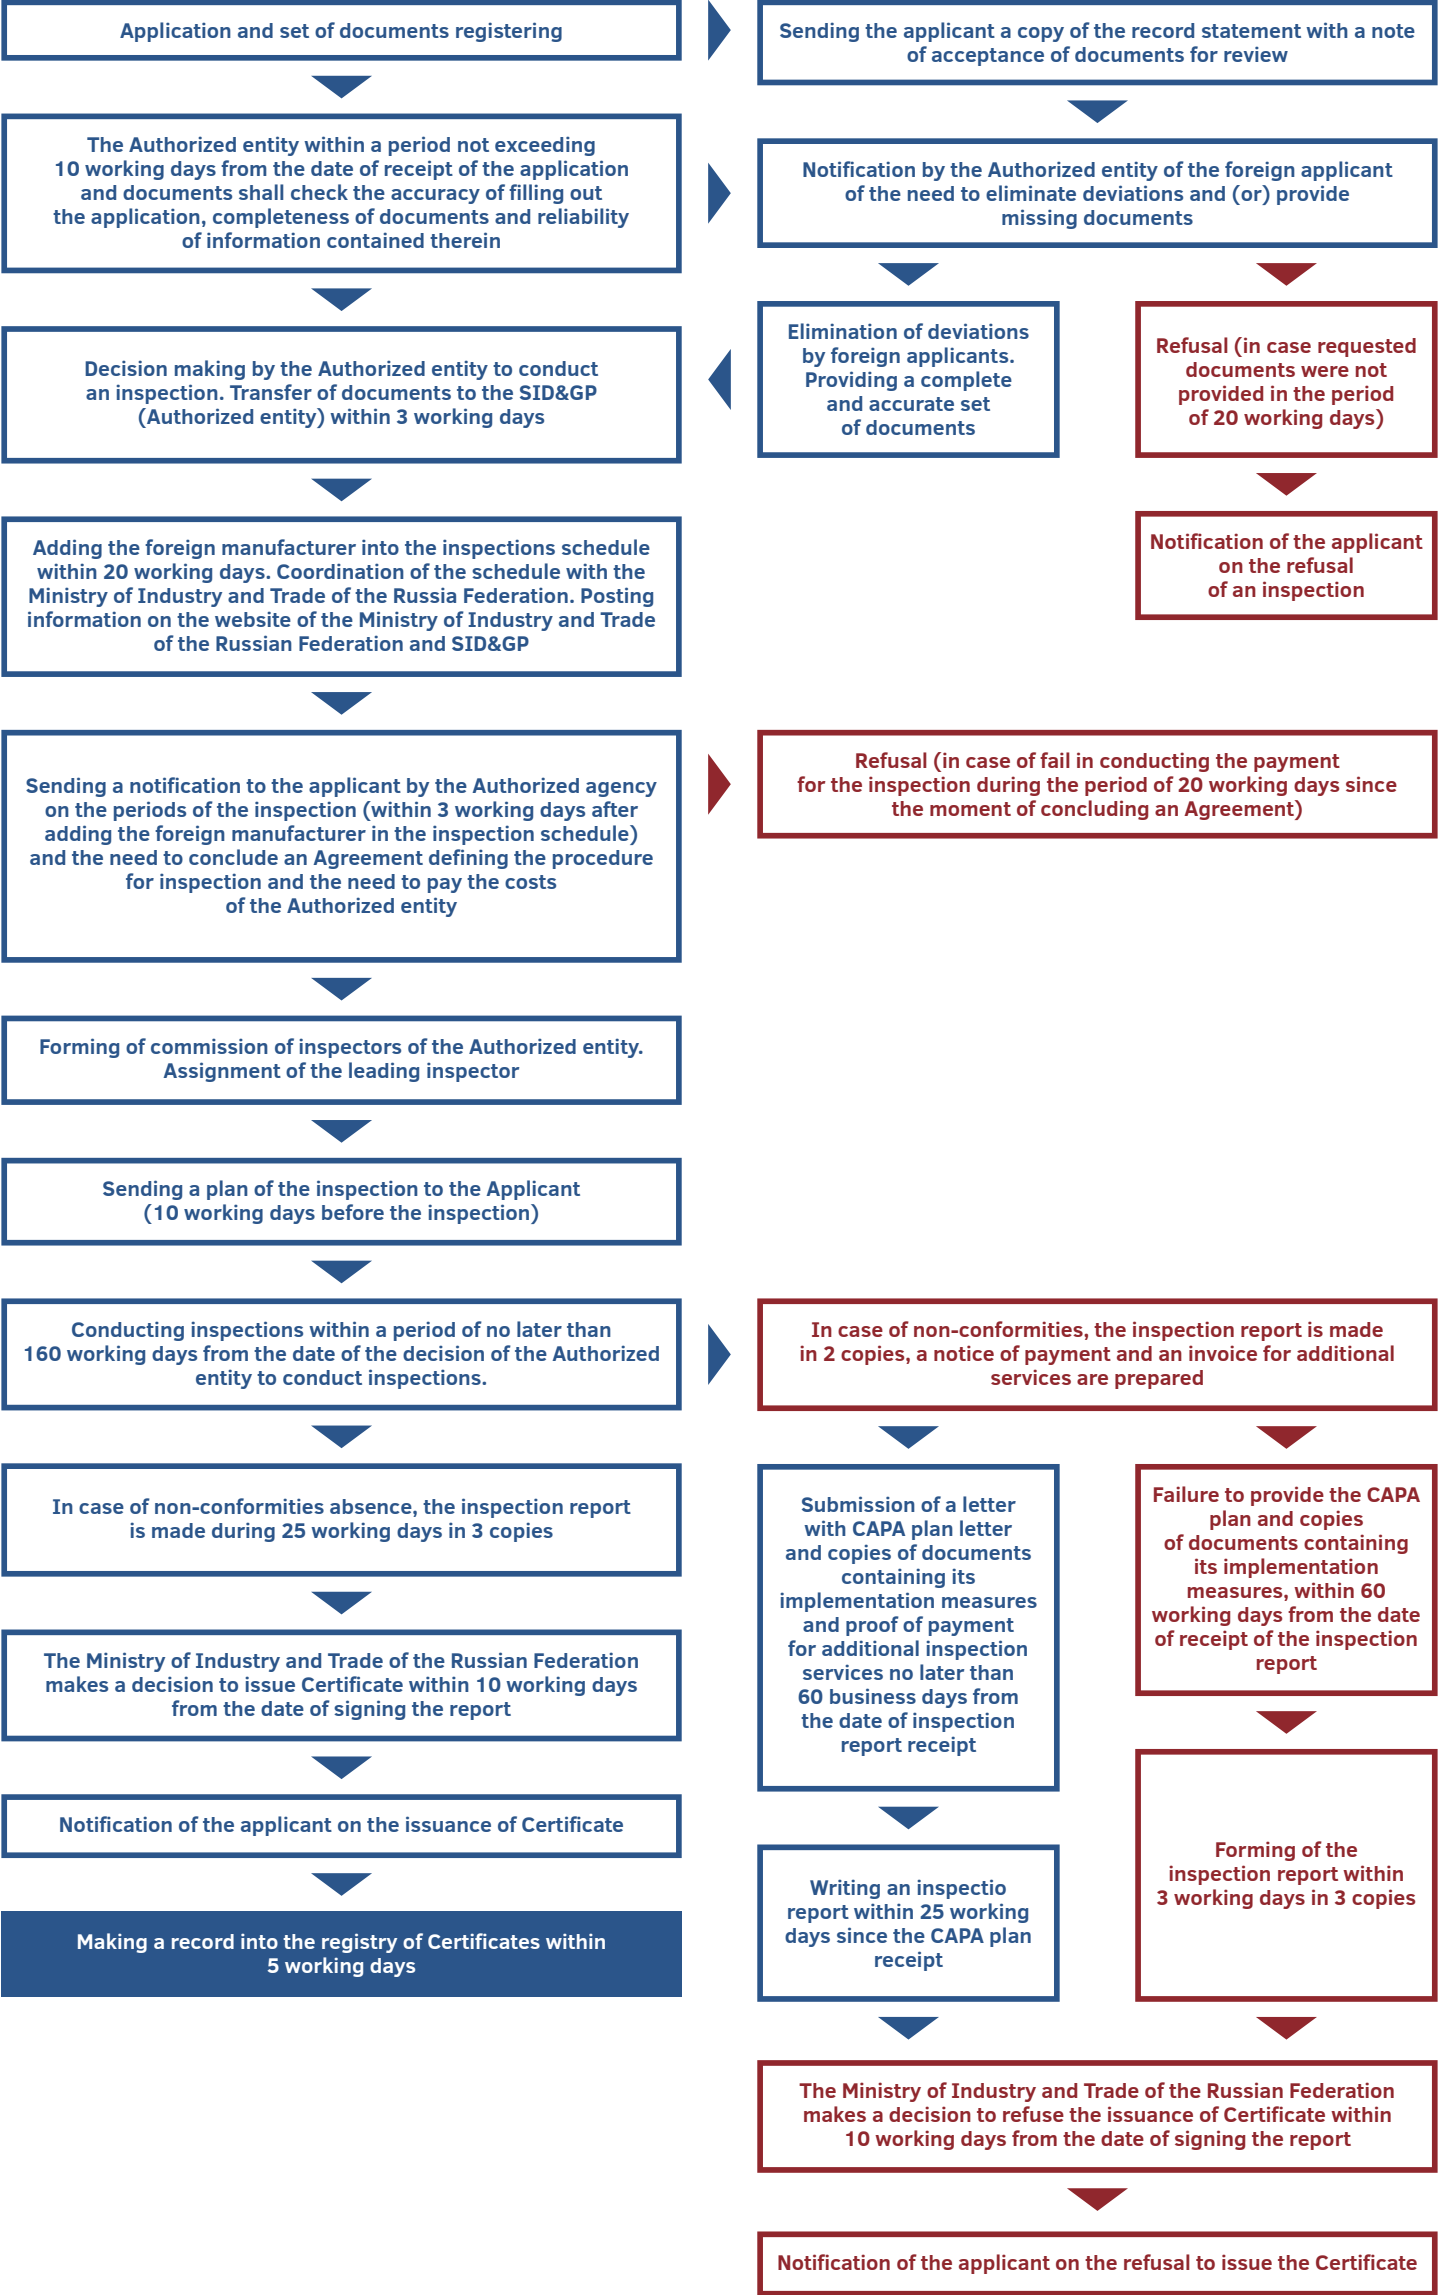 Application and set of documents registering
Sending the applicant a copy of the record statement with a note
of acceptance of documents for review
The Authorized entity within a period not exceeding
10 working days from the date of receipt of the application
and documents shall check the accuracy of filling out
the application, completeness of documents and reliability
of information contained therein
Notification by the Authorized entity of the foreign applicant
of the need to eliminate deviations and (or) provide
missing documents
Elimination of deviations
by foreign applicants.
Providing a complete
and accurate set
of documents
Refusal (in case requested
documents were not
provided in the period
of 20 working days)
Decision making by the Authorized entity to conduct
an inspection. Transfer of documents to the SID&GP
(Authorized entity) within 3 working days
Notification of the applicant
on the refusal
of an inspection
Adding the foreign manufacturer into the inspections schedule
within 20 working days. Coordination of the schedule with the
Ministry of Industry and Trade of the Russia Federation. Posting
information on the website of the Ministry of Industry and Trade
of the Russian Federation and SID&GP
Sending a notification to the applicant by the Authorized agency
on the periods of the inspection (within 3 working days after
adding the foreign manufacturer in the inspection schedule)
and the need to conclude an Agreement defining the procedure
for inspection and the need to pay the costs
of the Authorized entity
Refusal (in case of fail in conducting the payment
for the inspection during the period of 20 working days since
the moment of concluding an Agreement)
Forming of commission of inspectors of the Authorized entity.
Assignment of the leading inspector
Sending a plan of the inspection to the Applicant
(10 working days before the inspection)
Conducting inspections within a period of no later than
160 working days from the date of the decision of the Authorized
entity to conduct inspections.
In case of non-conformities, the inspection report is made
in 2 copies, a notice of payment and an invoice for additional
services are prepared
In case of non-conformities absence, the inspection report
is made during 25 working days in 3 copies
Submission of a letter
with CAPA plan letter
and copies of documents
containing its
implementation measures
and proof of payment
for additional inspection
services no later than
60 business days from
the date of inspection
report receipt
Failure to provide the CAPA
plan and copies
of documents containing
its implementation
measures, within 60
working days from the date
of receipt of the inspection
report
The Ministry of Industry and Trade of the Russian Federation
makes a decision to issue Certificate within 10 working days
from the date of signing the report
Notification of the applicant on the issuance of Certificate
Writing an inspectio
report within 25 working
days since the CAPA plan
receipt
Forming of the
inspection report within
3 working days in 3 copies
Making a record into the registry of Certificates within
5 working days
The Ministry of Industry and Trade of the Russian Federation
makes a decision to refuse the issuance of Certificate within
10 working days from the date of signing the report
Notification of the applicant on the refusal to issue the Certificate